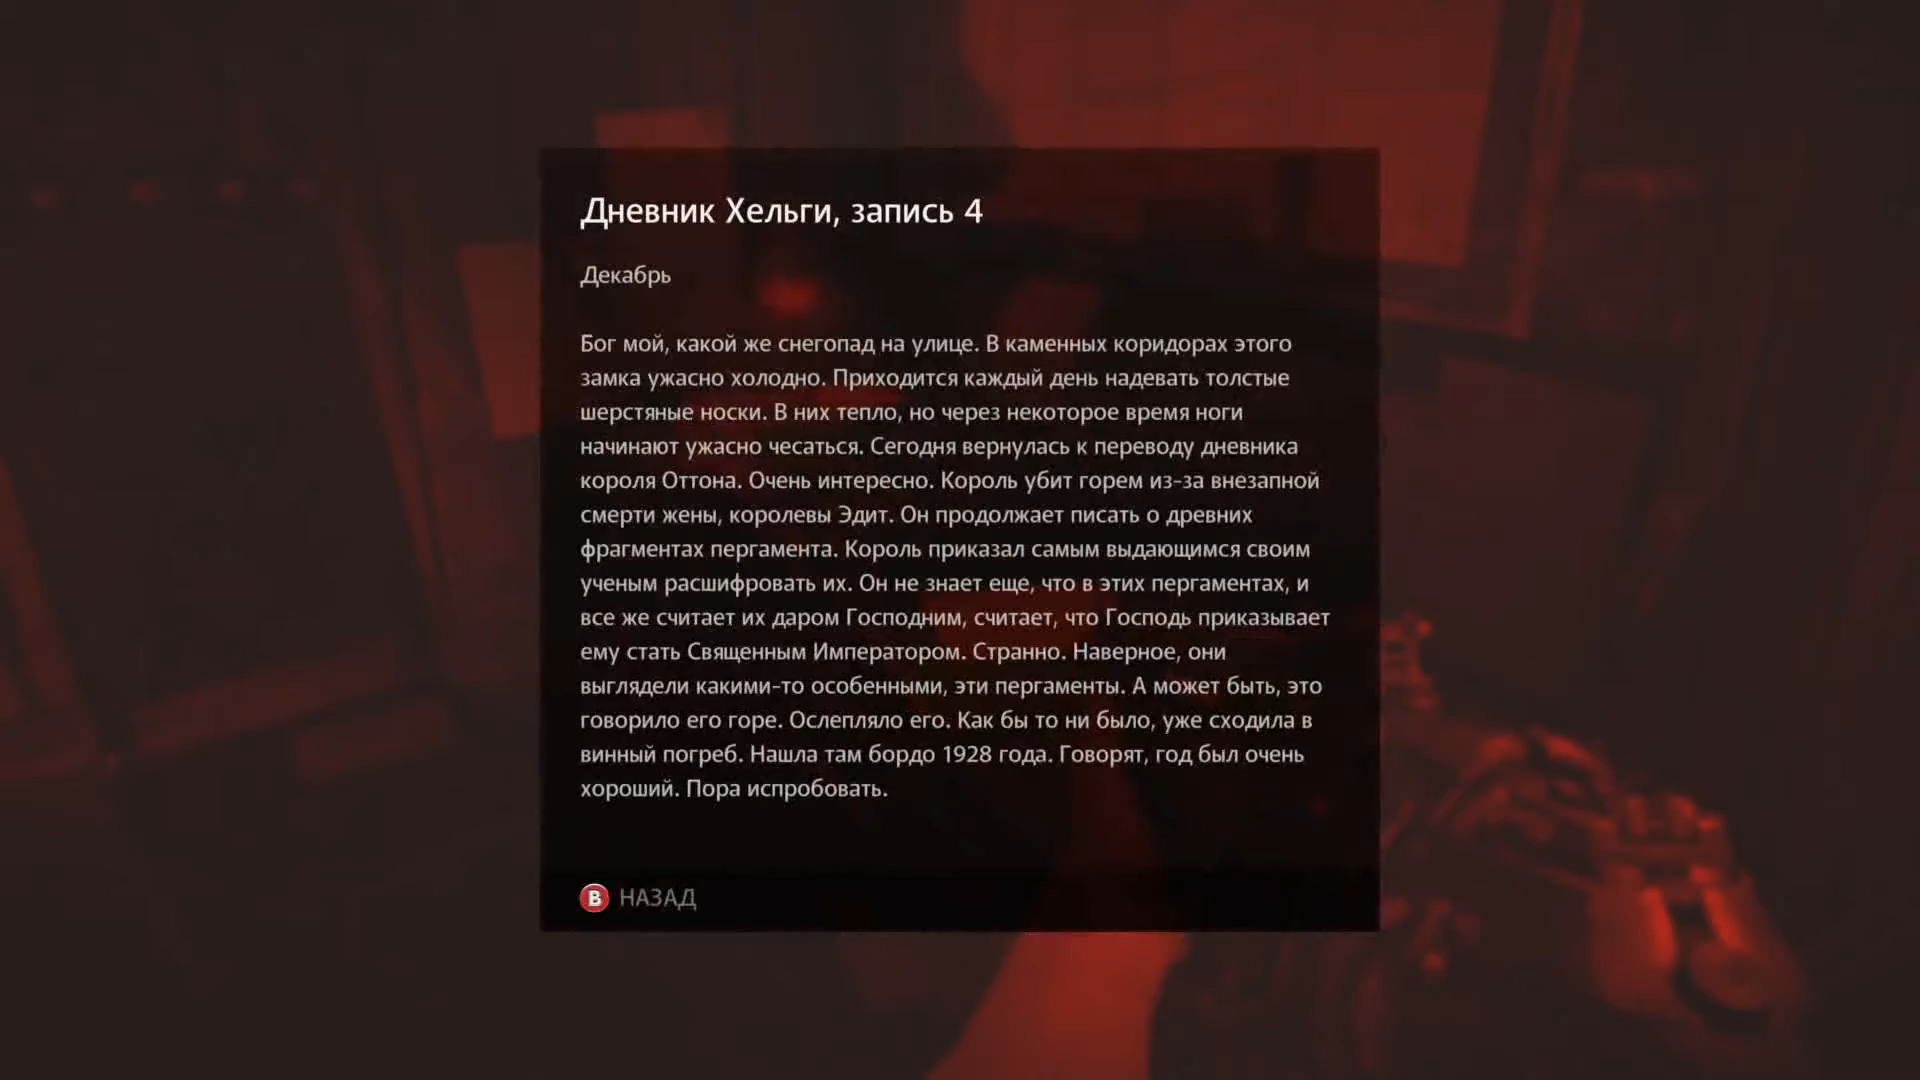 Дневник Хельги, запись 4
Декабрь
Бог мой, какой же снегопад на улице. В каменных коридорах этого
замка ужасно холодно. Приходится каждый день надевать толстые
шерстяные носки. В них тепло, но через некоторое время ноги
начинают ужасно чесаться. Сегодня вернулась к переводу дневника
короля Оттона. Очень интересно. Король убит горем из-за внезапной
смерти жены, королевы Эдит. Он продолжает писать о древних
фрагментах пергамента. Король приказал самым выдающимся своим
ученым расшифровать их. Он не знает еще, что в этих пергаментах, и
все же считает их даром Господним, считает, что Господь приказывает
ему стать Священным Императором. Странно. Наверное, они
выглядели какими-то особенными, эти пергаменты. А может быть, это
говорило его горе. Ослепляло его. Как бы то ни было, уже сходила в
винный погреб. Нашла там бордо 1928 года. Говорят, год был очень
хороший. Пора испробовать.
B НАЗАД